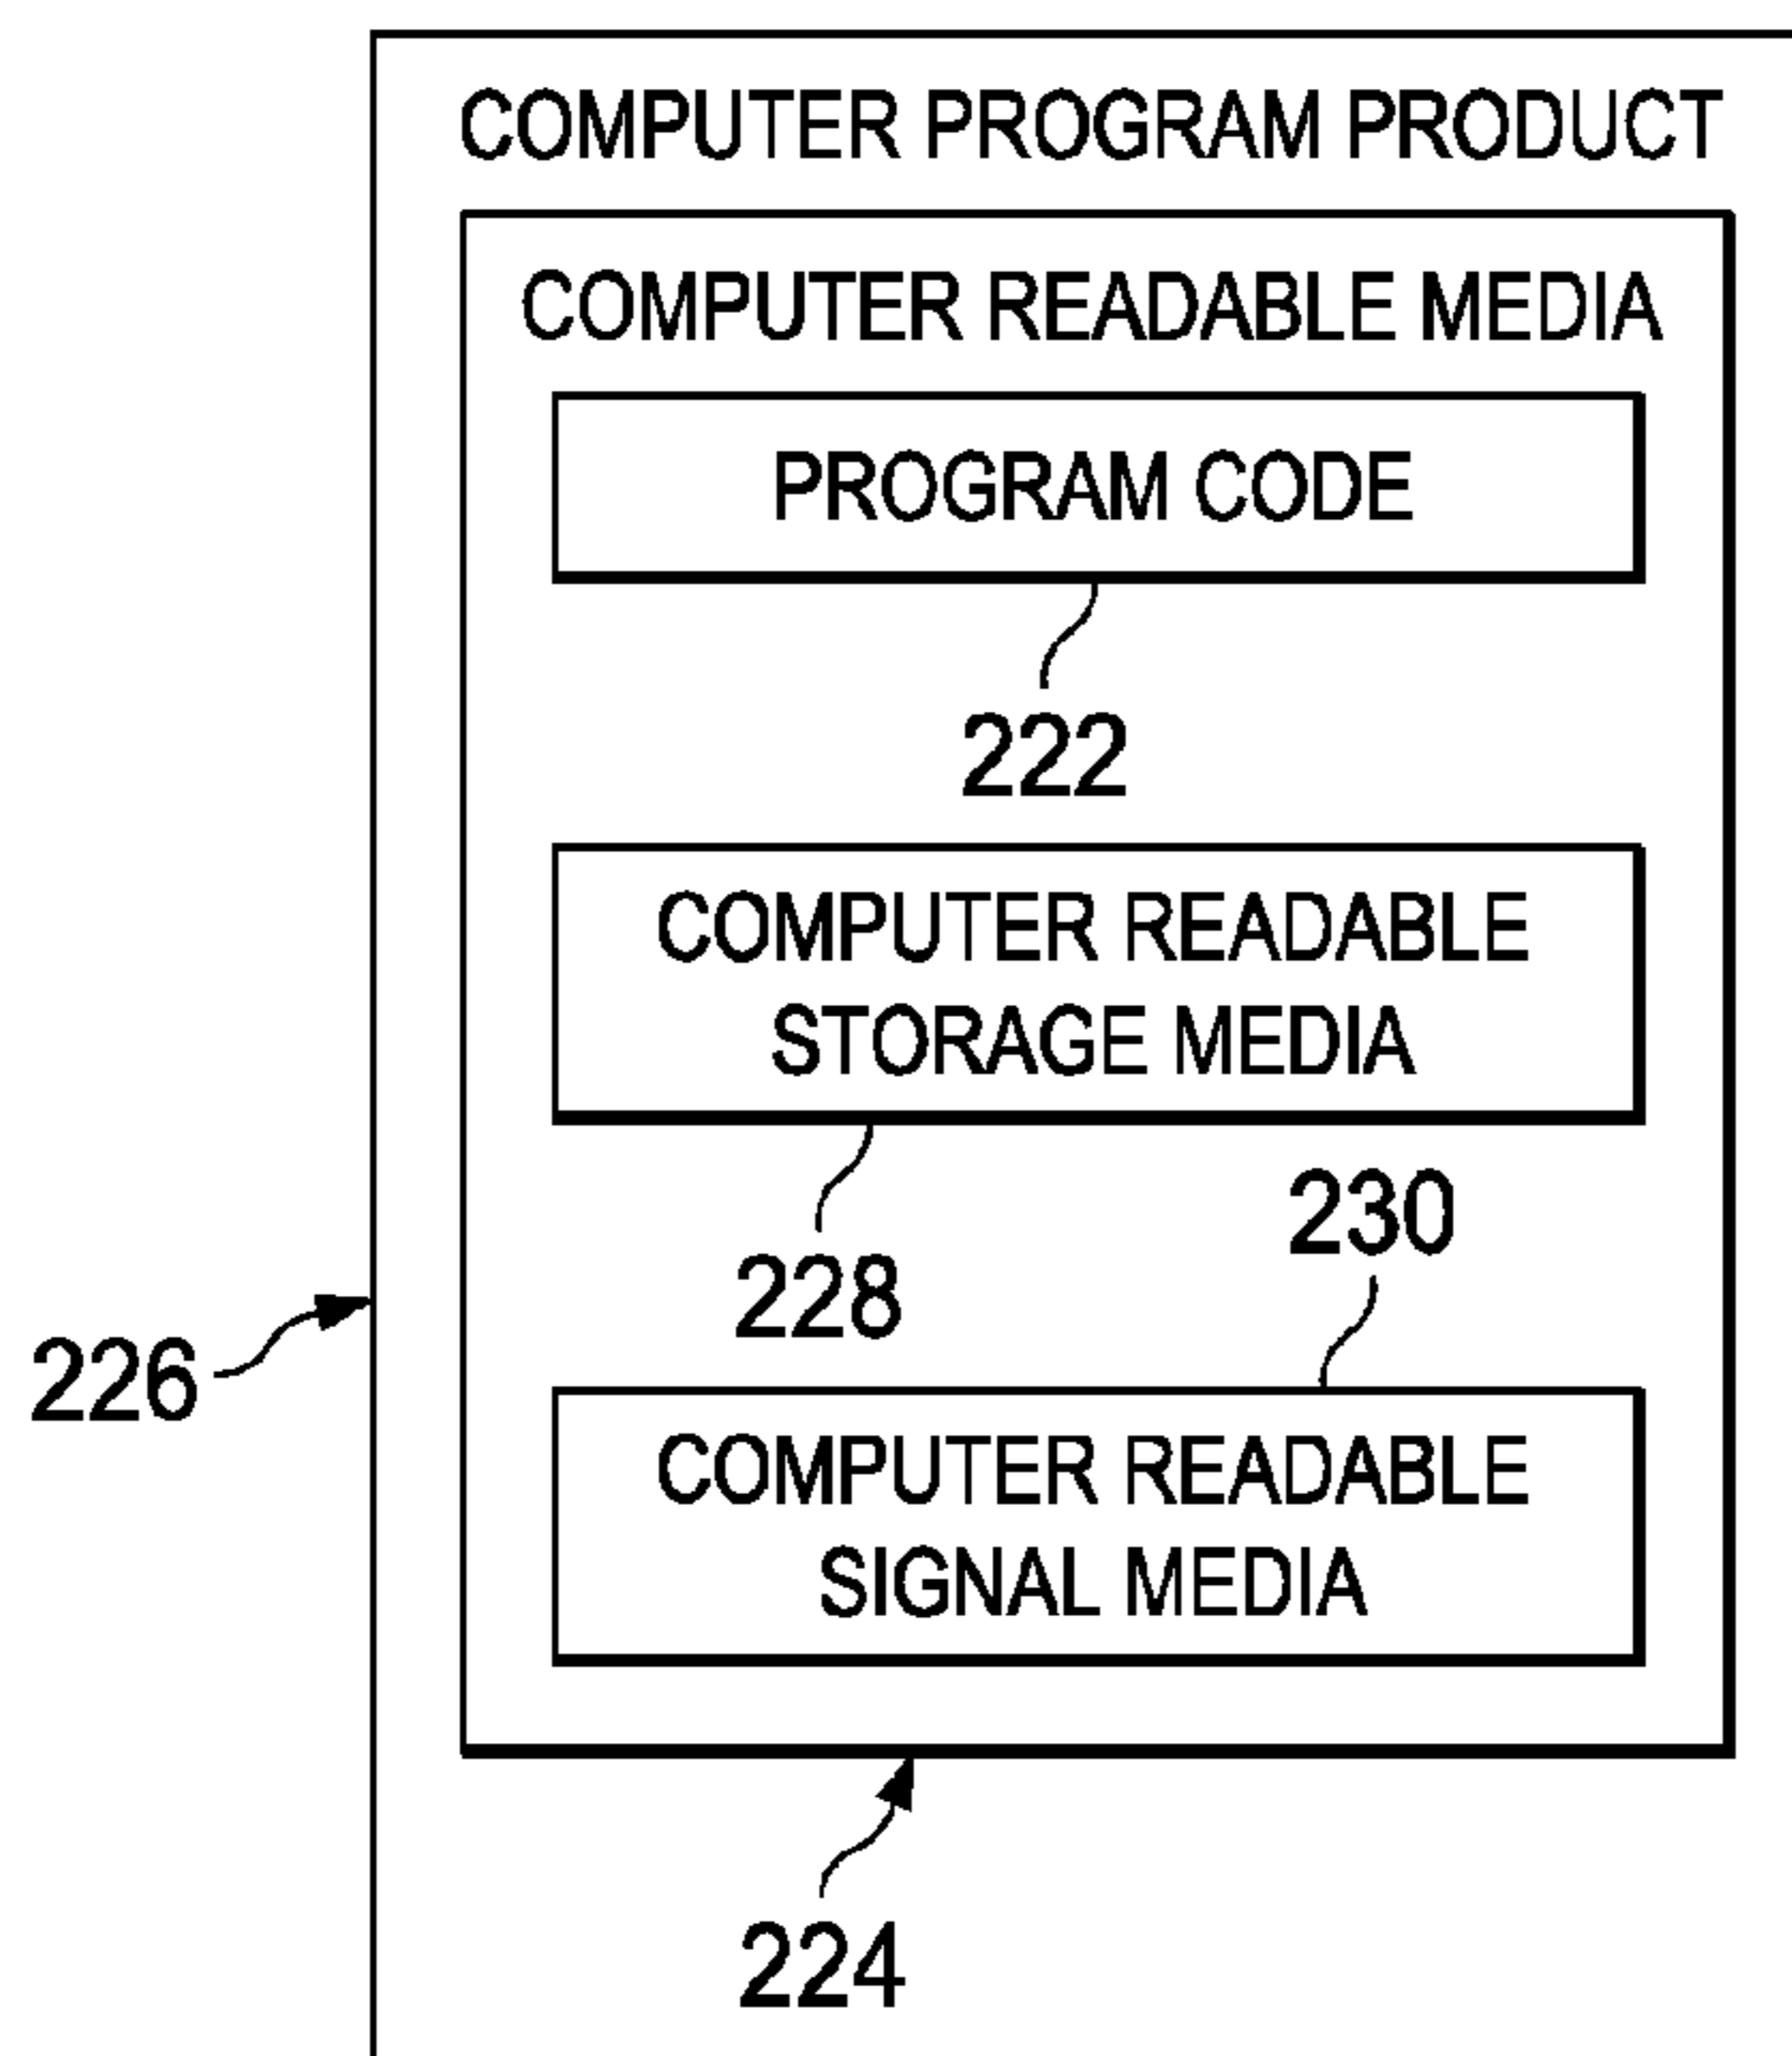 COMPUTER PROGRAM PRODUCT
COMPUTER READABLE MEDIA
PROGRAM CODE
222
COMPUTER READABLE
STORAGE MEDIA
228
230
226
COMPUTER READABLE
SIGNAL MEDIA
224